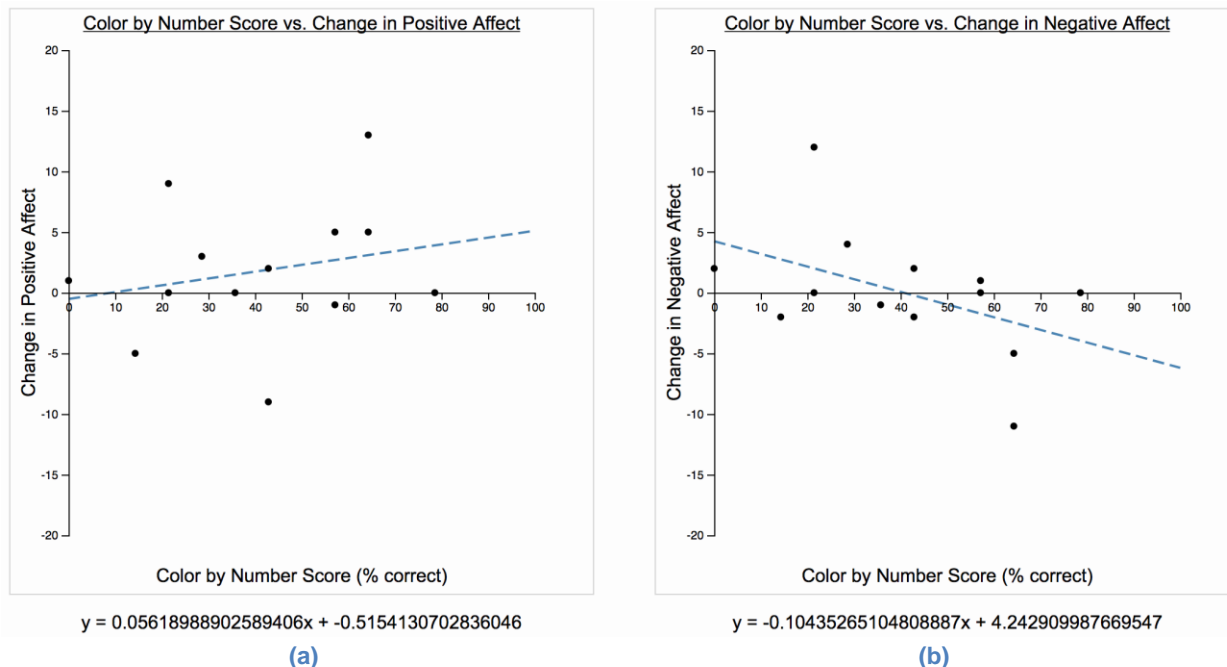 Color by Number Score vs. Change in Positive Affect
20
15
10
5
0
-5
-10
-15
-20
0 10 20 30 40 50 60 70 80 90 100
Change in Positive Affect
Color by Number Score (% correct)
y = 0.05618988902589406x + -0.5154130702836046
(a)
Color by Number Score vs. Change in Negative Affect
20
15
10
5
0
-5
-10
-15
-20
0 10 20 30 40 50 60 70 80 90 100
Change in Negative Affect
Color by Number Score (% correct)
y = -0.10435265104808887x + 4.242909987669547
(b)